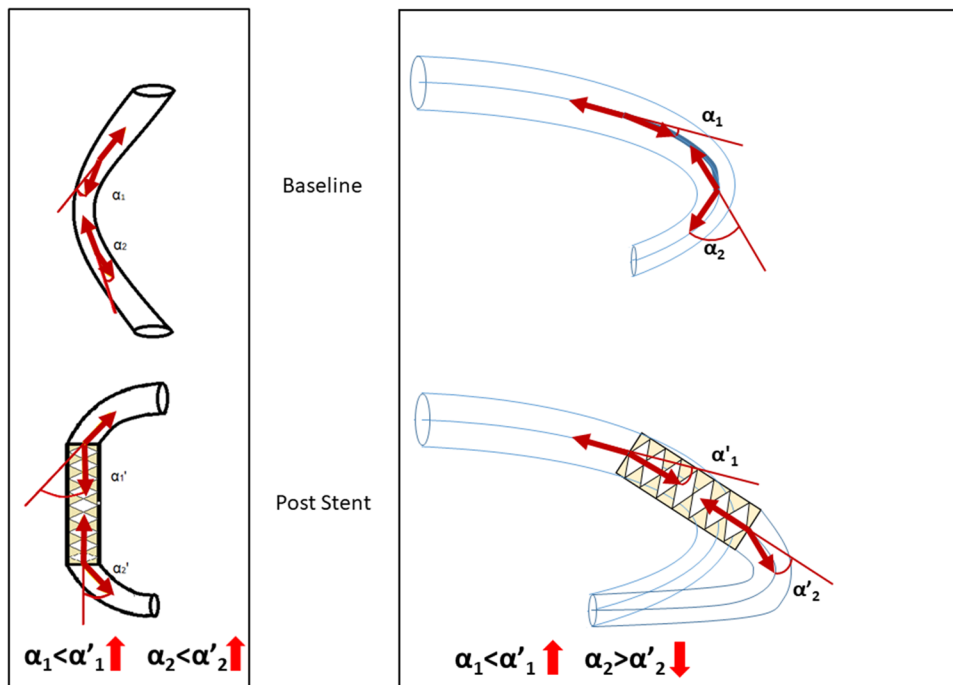 α₁
α₂
Baseline
α₁
α₂
α₁'
α₂'
Post Stent
α'₁
α'₂
α₁<α'₁ α₂<α'₂
α₁<α'₁ α₂>α'₂